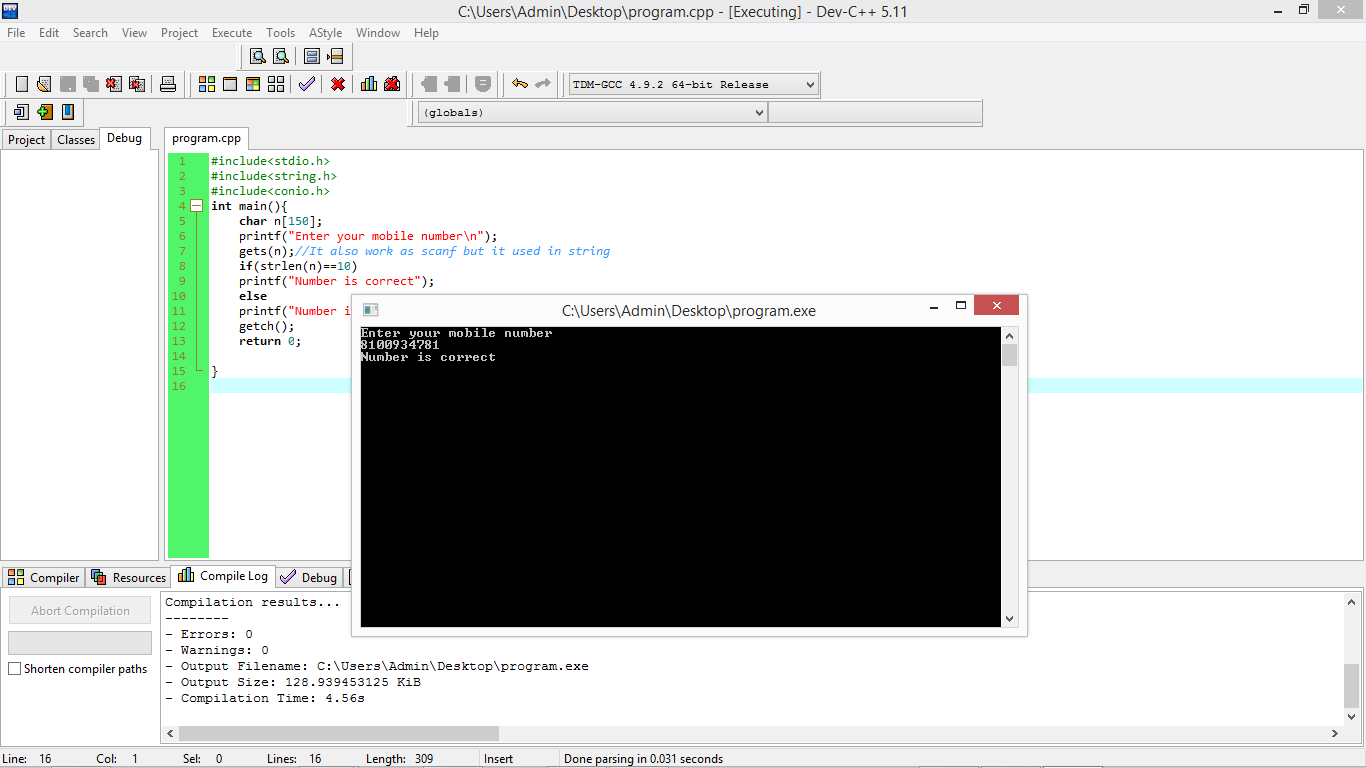 C:\Users\Admin\Desktop\program.cpp - [Executing] - Dev-C++ 5.11
File Edit Search View Project Execute Tools AStyle Window Help
TDM-GCC 4.9.2 64-bit Release
(globals)
Project Classes Debug
program.cpp
1 #include<stdio.h>
2 #include<string.h>
3 #include<conio.h>
4 int main(){
5 char n[150];
6 printf("Enter your mobile number\n");
7 gets(n);//It also work as scanf but it used in string
8 if(strlen(n)==10)
9 printf("Number is correct");
10 else
11 printf("Number i
12 getch();
13 return 0;
14
15 }
16
C:\Users\Admin\Desktop\program.exe
Enter your mobile number
8100934781
Number is correct
Compiler Resources Compile Log Debug
Abort Compilation
Shorten compiler paths
Compilation results...
--------
- Errors: 0
- Warnings: 0
- Output Filename: C:\Users\Admin\Desktop\program.exe
- Output Size: 128.939453125 KiB
- Compilation Time: 4.56s
Line: 16 Col: 1 Sel: 0 Lines: 16 Length: 309 Insert Done parsing in 0.031 seconds